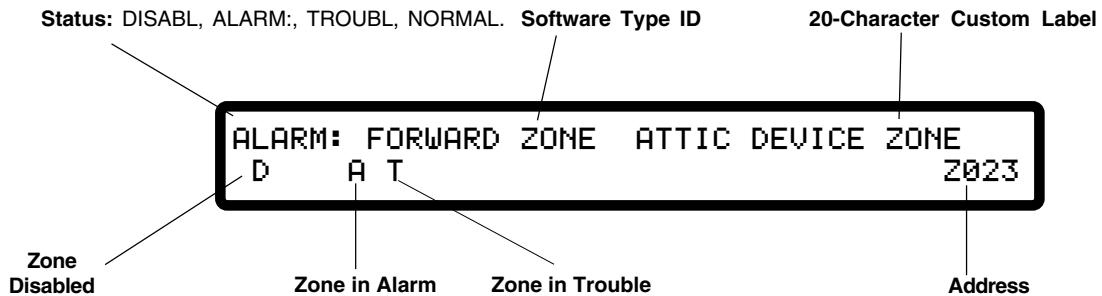 Status: DISABL, ALARM:, TROUBL, NORMAL. Software Type ID 20-Character Custom Label
ALARM: FORWARD ZONE ATTIC DEVICE ZONE
D A T Z023
Zone
Disabled
Zone in Alarm
Zone in Trouble
Address